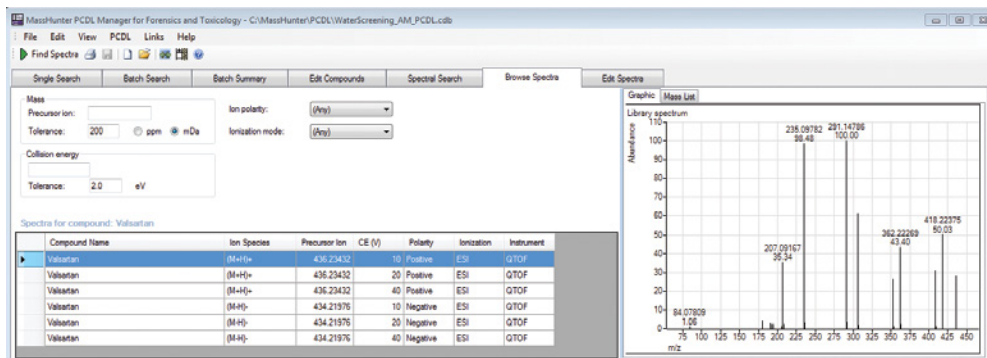 MassHunter PCDL Manager for Forensics and Toxicology - C:\MassHunter\PCDL\WaterScreening_AM_PCDL.cdb
File Edit View PCDL Links Help
Find Spectra
Single Search Batch Search Batch Summary Edit Compounds Spectral Search Browse Spectra Edit Spectra
Mass
Precursor ion:
Tolerance: 200 ppm mDa
Ion polarity: (Any)
Ionization mode: (Any)
Collision energy
Tolerance: 2.0 eV
Spectra for compound: Valsartan
Compound Name Ion Species Precursor Ion CE (V) Polarity Ionization Instrument
Valsartan (M+H)+ 436.23432 10 Positive ESI QTOF
Valsartan (M+H)+ 436.23432 20 Positive ESI QTOF
Valsartan (M+H)+ 436.23432 40 Positive ESI QTOF
Valsartan (M-H)- 434.21976 10 Negative ESI QTOF
Valsartan (M-H)- 434.21976 20 Negative ESI QTOF
Valsartan (M-H)- 434.21976 40 Negative ESI QTOF
Graphic Mass List
Library spectrum
Abundance
110
100
90
80
70
60
50
40
30
20
10
0
235.09782
98.48
291.14786
100.00
418.22375
50.03
362.22269
43.40
207.09167
35.34
84.07809
1.06
75 100 125 150 175 200 225 250 275 300 325 350 375 400 425 450
m/z